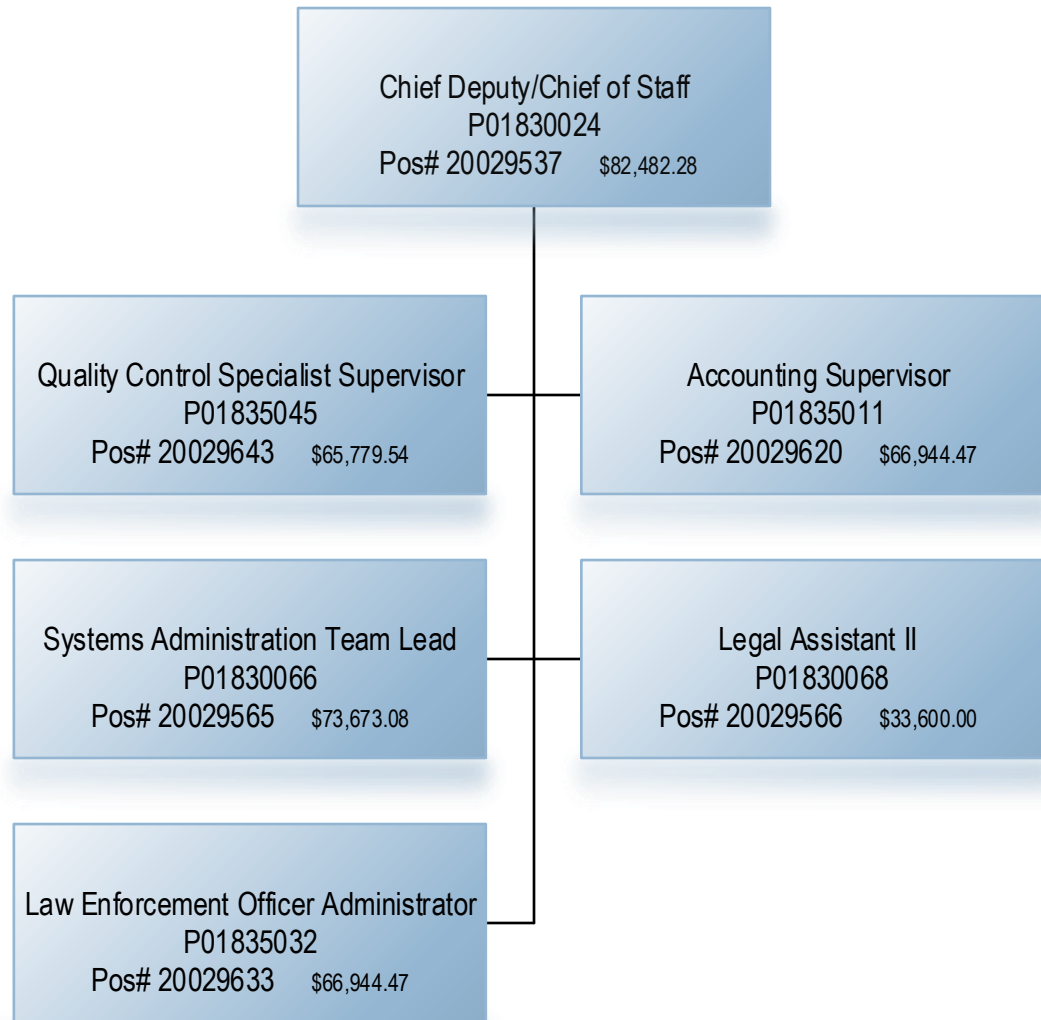 Chief Deputy/Chief of Staff
P01830024
Pos# 20029537 $82,482.28
Quality Control Specialist Supervisor
P01835045
Pos# 20029643 $65,779.54
Accounting Supervisor
P01835011
Pos# 20029620 $66,944.47
Systems Administration Team Lead
P01830066
Pos# 20029565 $73,673.08
Legal Assistant II
P01830068
Pos# 20029566 $33,600.00
Law Enforcement Officer Administrator
P01835032
Pos# 20029633 $66,944.47